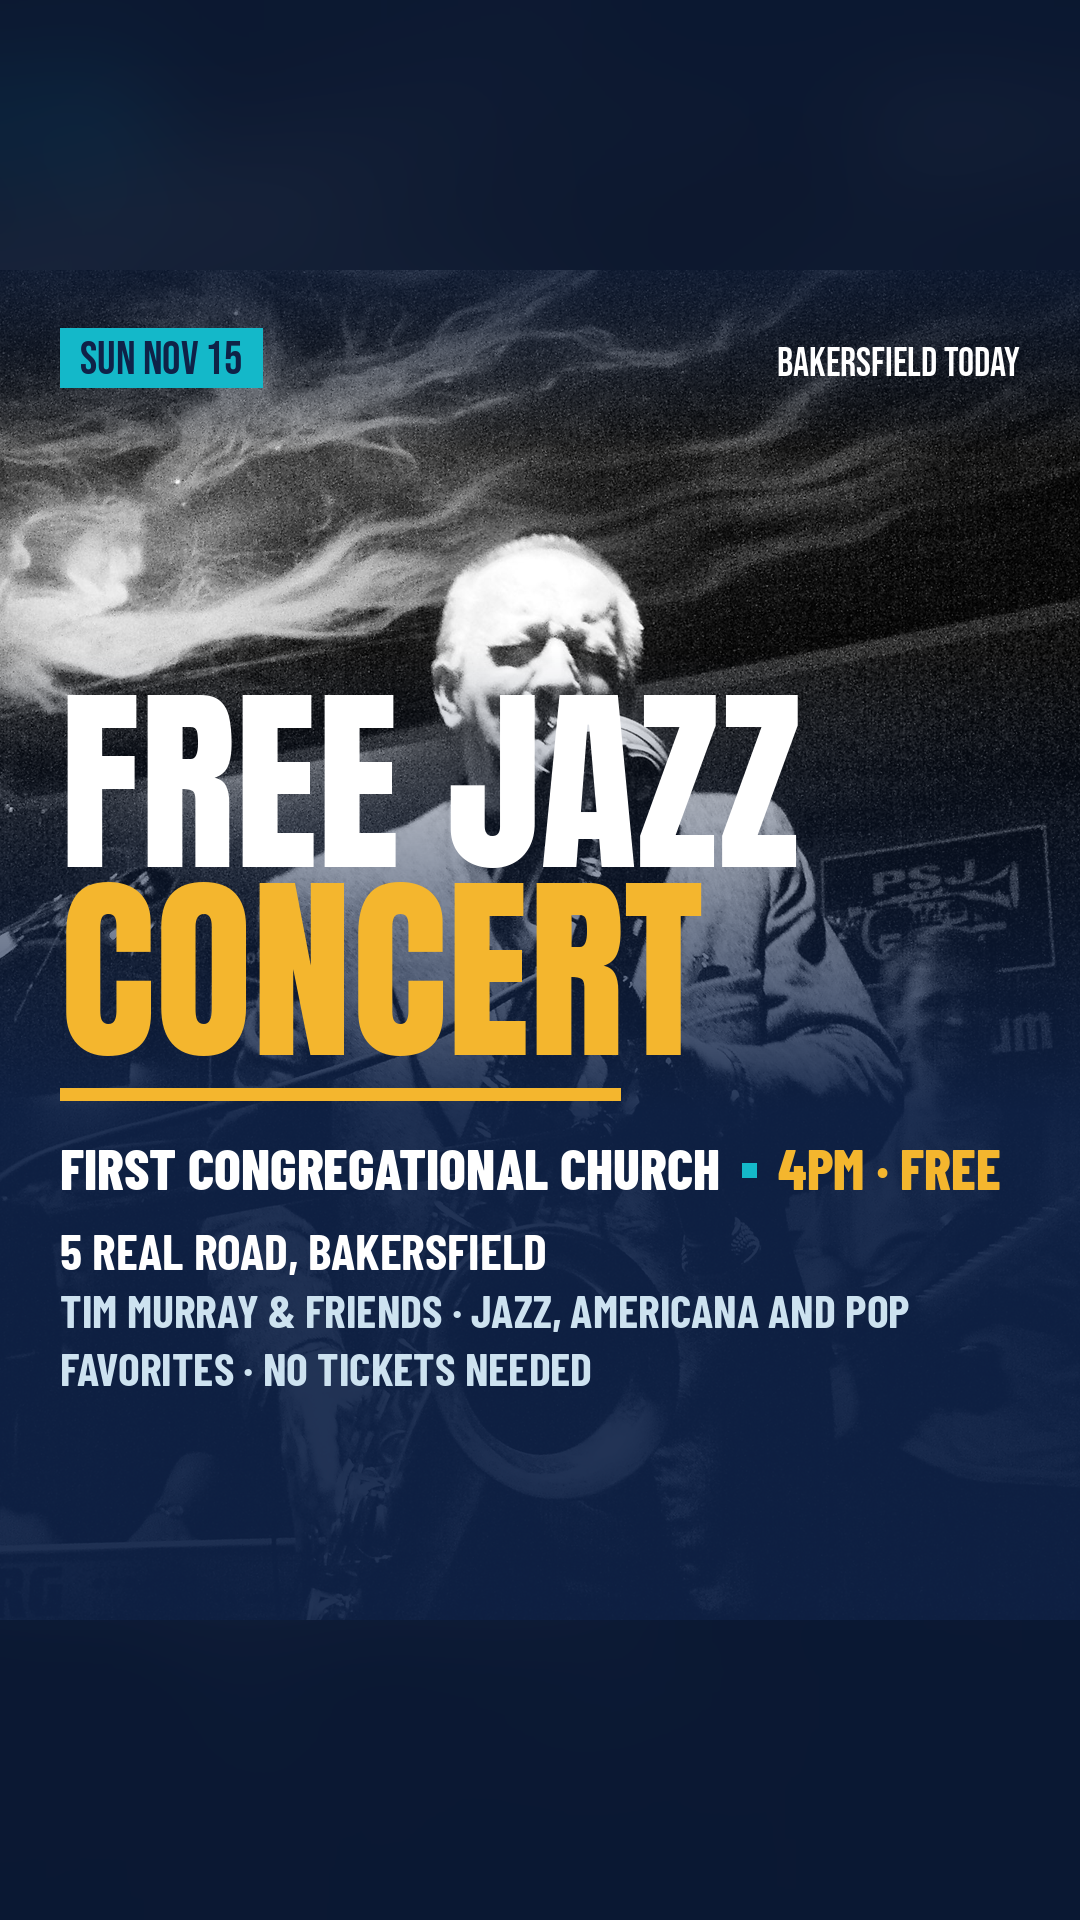 SUN NOV 15
BAKERSFIELD TODAY
FREE JAZZ
CONCERT
FIRST CONGREGATIONAL CHURCH ▪ 4PM · FREE
5 REAL ROAD, BAKERSFIELD
TIM MURRAY & FRIENDS · JAZZ, AMERICANA AND POP
FAVORITES · NO TICKETS NEEDED
PSJ